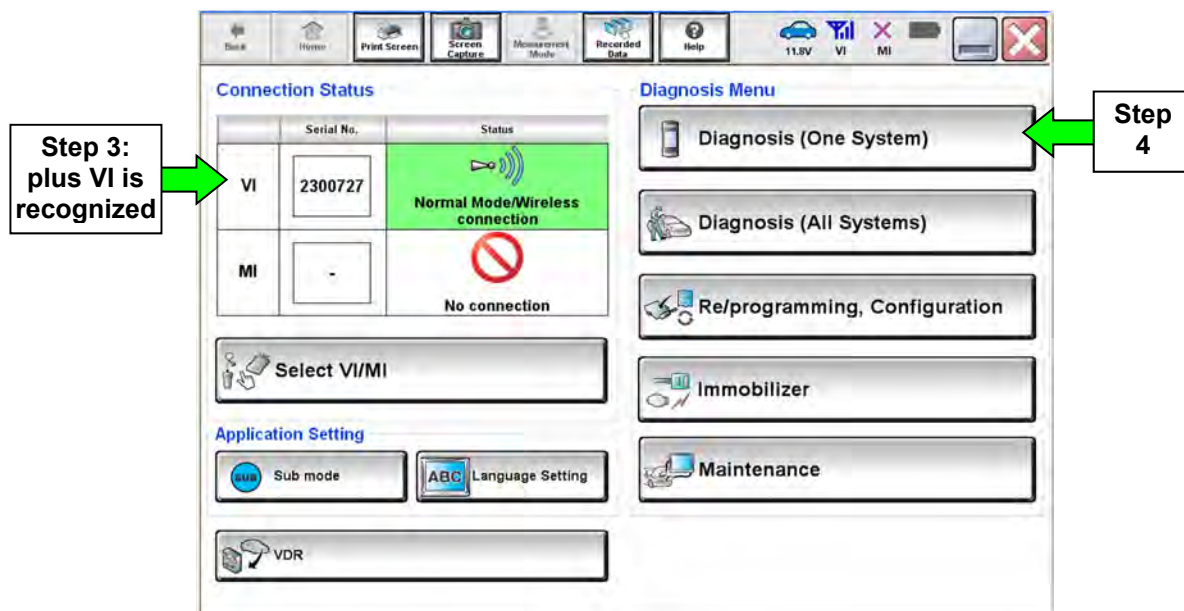 Back
Home
Print Screen
Screen
Capture
Measurement
Mode
Recorded
Data
Help
11.8V
VI
MI
Connection Status
Serial No.
Status
VI
2300727
Normal Mode/Wireless
connection
MI
-
No connection
Select VI/MI
Application Setting
SUB
Sub mode
ABC
Language Setting
VDR
Diagnosis Menu
Diagnosis (One System)
Diagnosis (All Systems)
Re/programming, Configuration
Immobilizer
Maintenance
Step 3:
plus VI is
recognized
Step
4